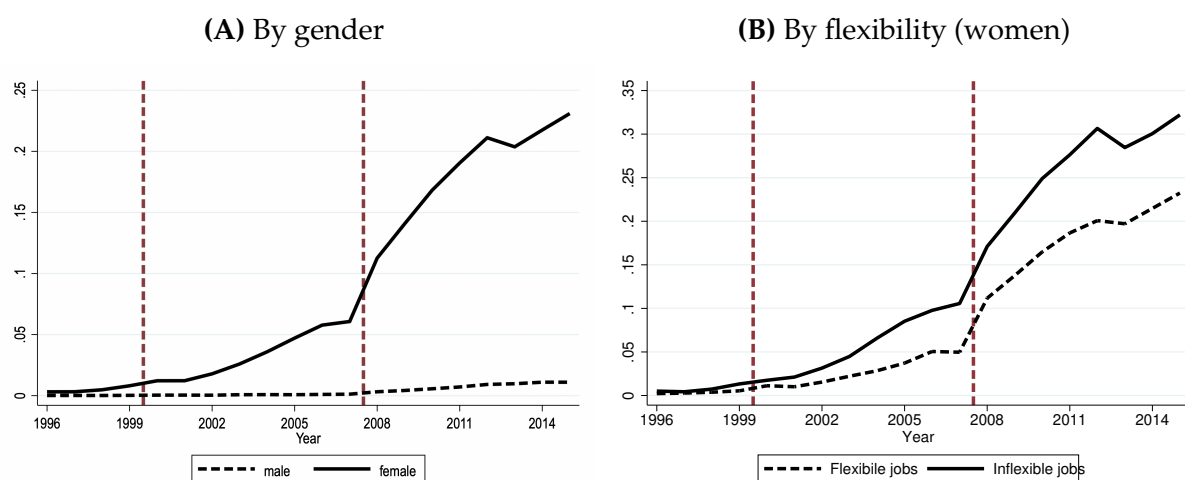 (A) By gender
.25
.2
.15
.1
.05
0
1996 1999 2002 2005 2008 2011 2014
Year
male female
(B) By flexibility (women)
.35
.3
.25
.2
.15
.1
.05
0
1996 1999 2002 2005 2008 2011 2014
Year
Flexibile jobs Inflexible jobs